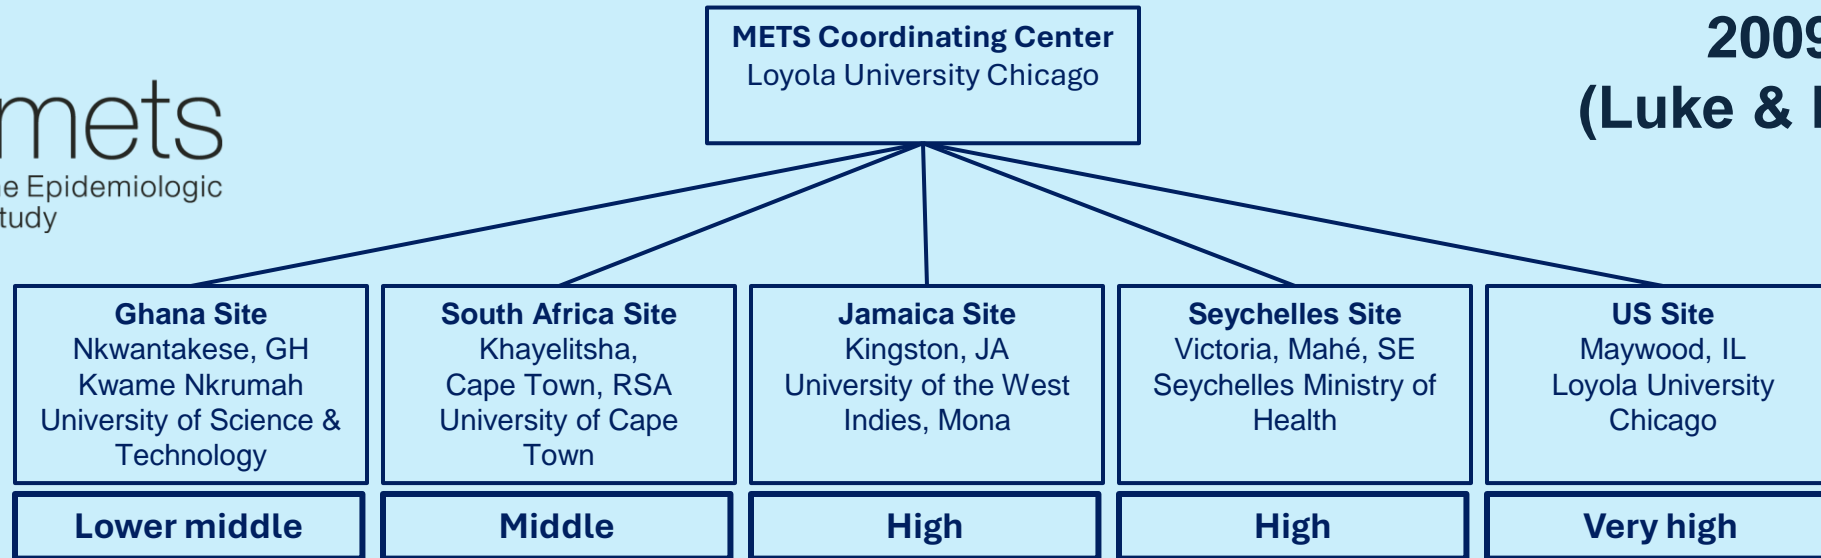 METS Coordinating Center
Loyola University Chicago
2009
(Luke &
mets
Epidemiologic
Ghana Site
Nkwantakese, GH
Kwame Nkrumah
University of Science &
Technology
South Africa Site
Khayelitsha,
Cape Town, RSA
University of Cape
Town
Jamaica Site
Kingston, JA
University of the West
Indies, Mona
Seychelles Site
Victoria, Mahé, SE
Seychelles Ministry of
Health
US Site
Maywood, IL
Loyola University
Chicago
Lower middle
Middle
High
High
Very high